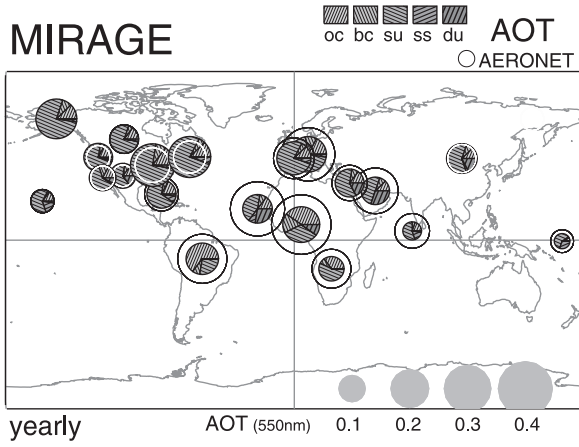 MIRAGE
AOT
oc bc su ss du
AERONET
yearly
AOT (550nm) 0.1 0.2 0.3 0.4